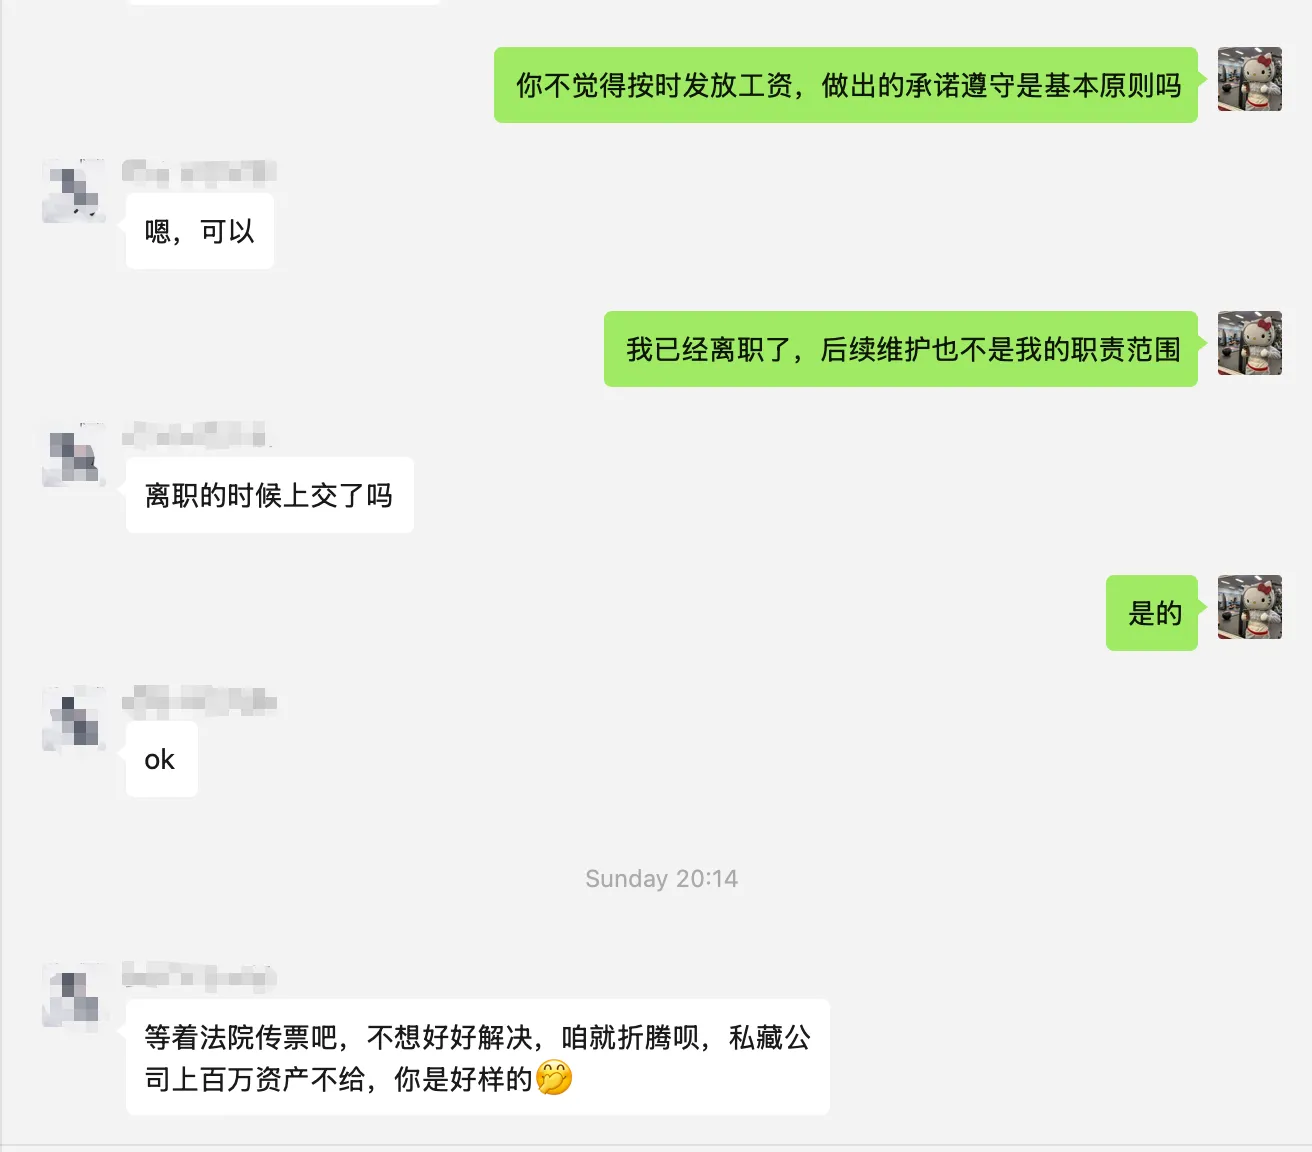 你不觉得按时发放工资，做出的承诺遵守是基本原则吗
嗯，可以
我已经离职了，后续维护也不是我的职责范围
离职的时候上交了吗
是的
ok
Sunday 20:14
等着法院传票吧，不想好好解决，咱就折腾呗，私藏公
司上百万资产不给，你是好样的🤭